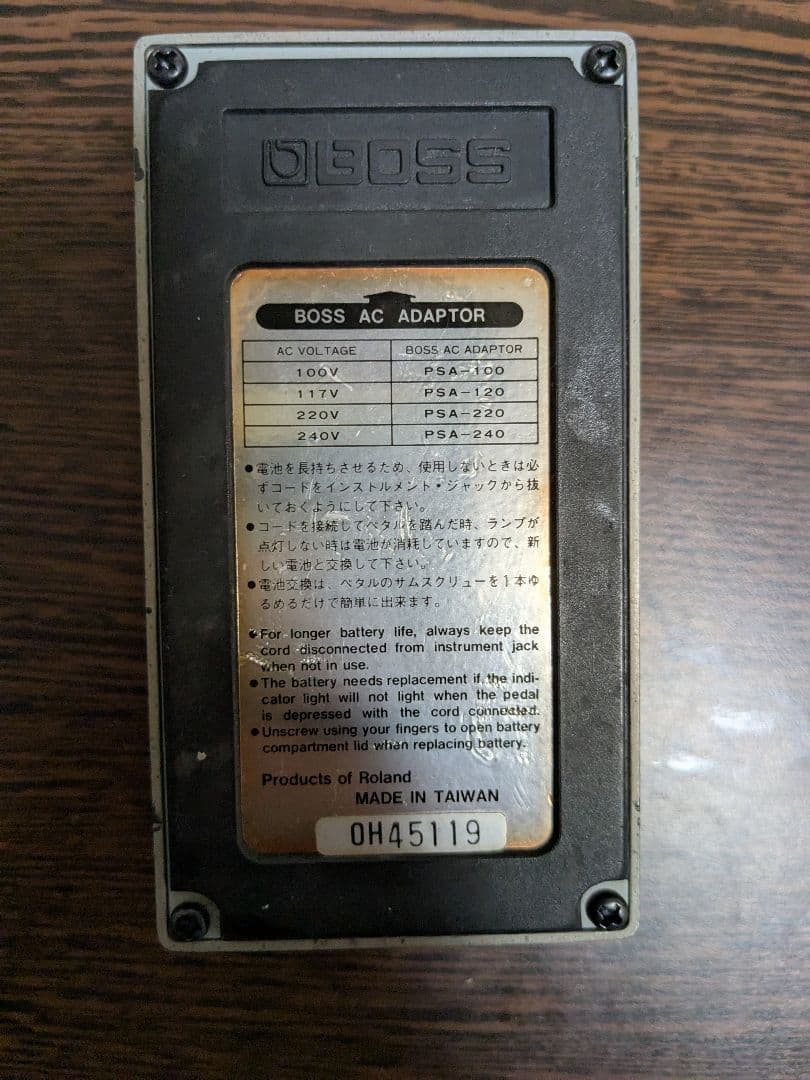 BOSS
BOSS AC ADAPTOR
AC VOLTAGE BOSS AC ADAPTOR
100V PSA-100
117V PSA-120
220V PSA-220
240V PSA-240
●電池を長持ちさせるため、使用しないときは必
ずコードをインストルメント・ジャックから抜
いておくようにして下さい。
●コードを接続してペタルを踏んだ時、ランプが
点灯しない時は電池が消耗していますので、新
しい電池と交換して下さい。
●電池交換は、ペタルのサムスクリューを1本ゆ
るめるだけで簡単に出来ます。
●For longer battery life, always keep the
cord disconnected from instrument jack
when not in use.
●The battery needs replacement if the indi-
cator light will not light when the pedal
is depressed with the cord connected.
●Unscrew using your fingers to open battery
compartment lid when replacing battery.
Products of Roland
MADE IN TAIWAN
0H45119